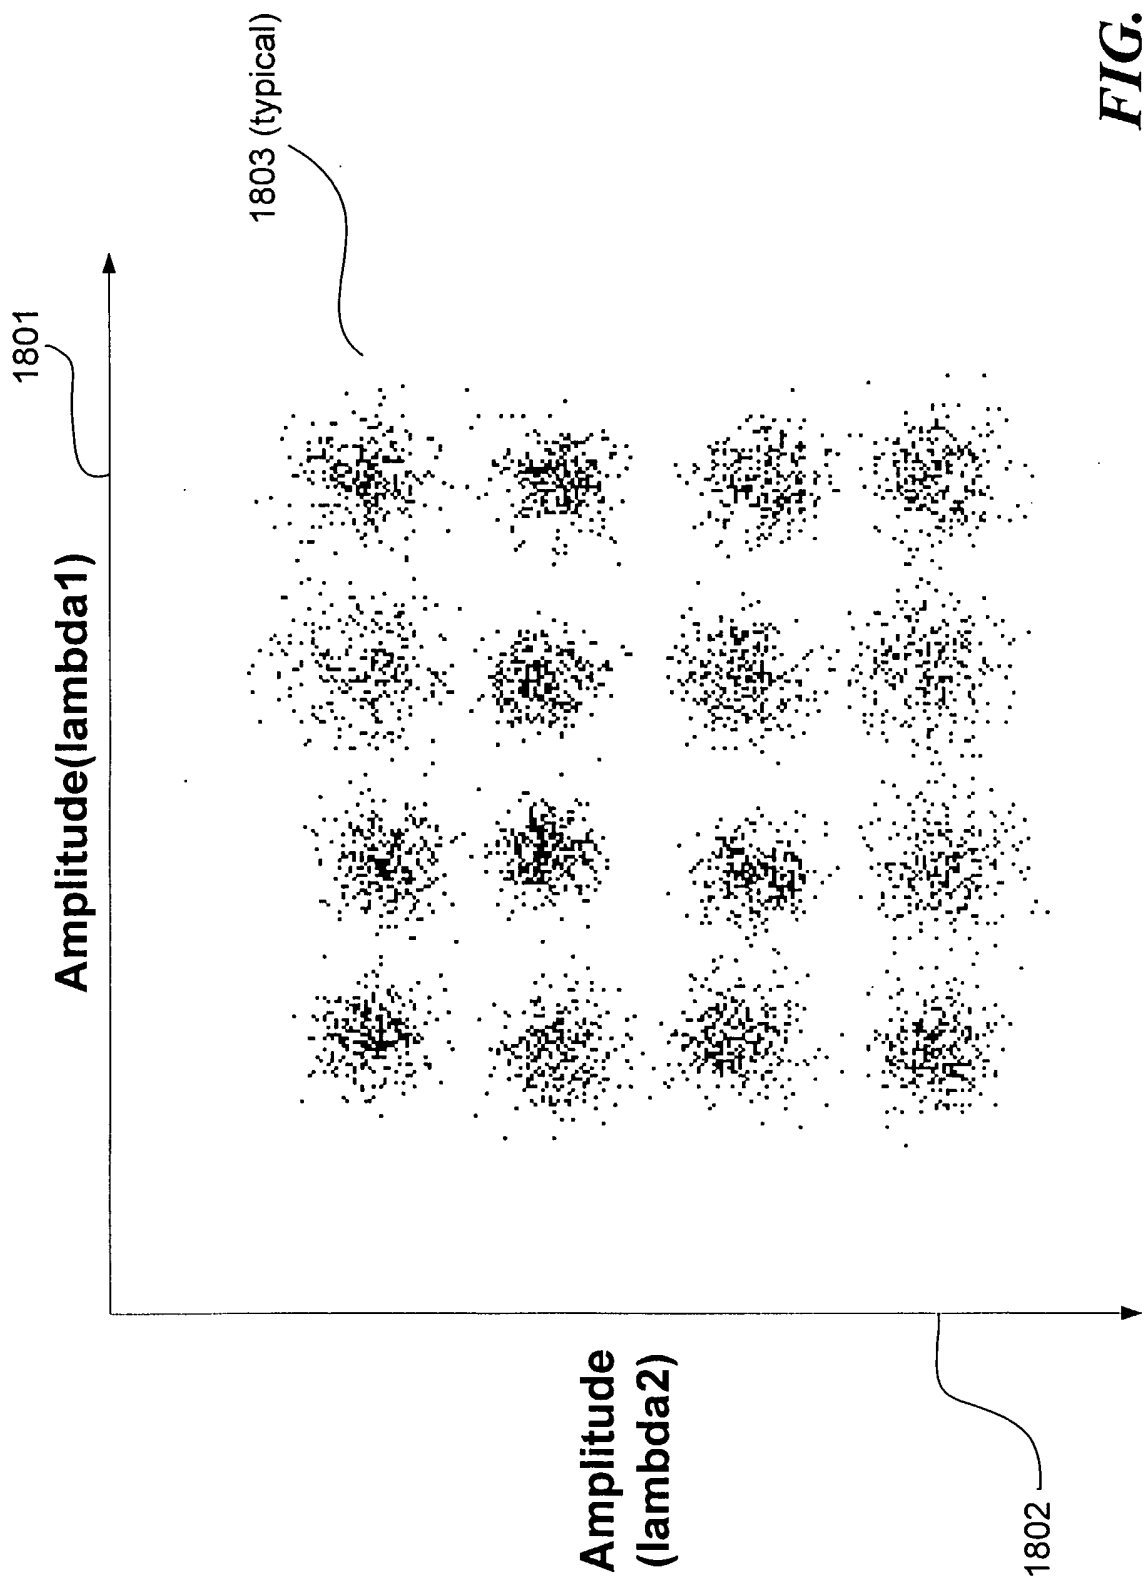 1801
Amplitude(lambda1)
1803 (typical)
Amplitude
(lambda2)
1802
FIG.